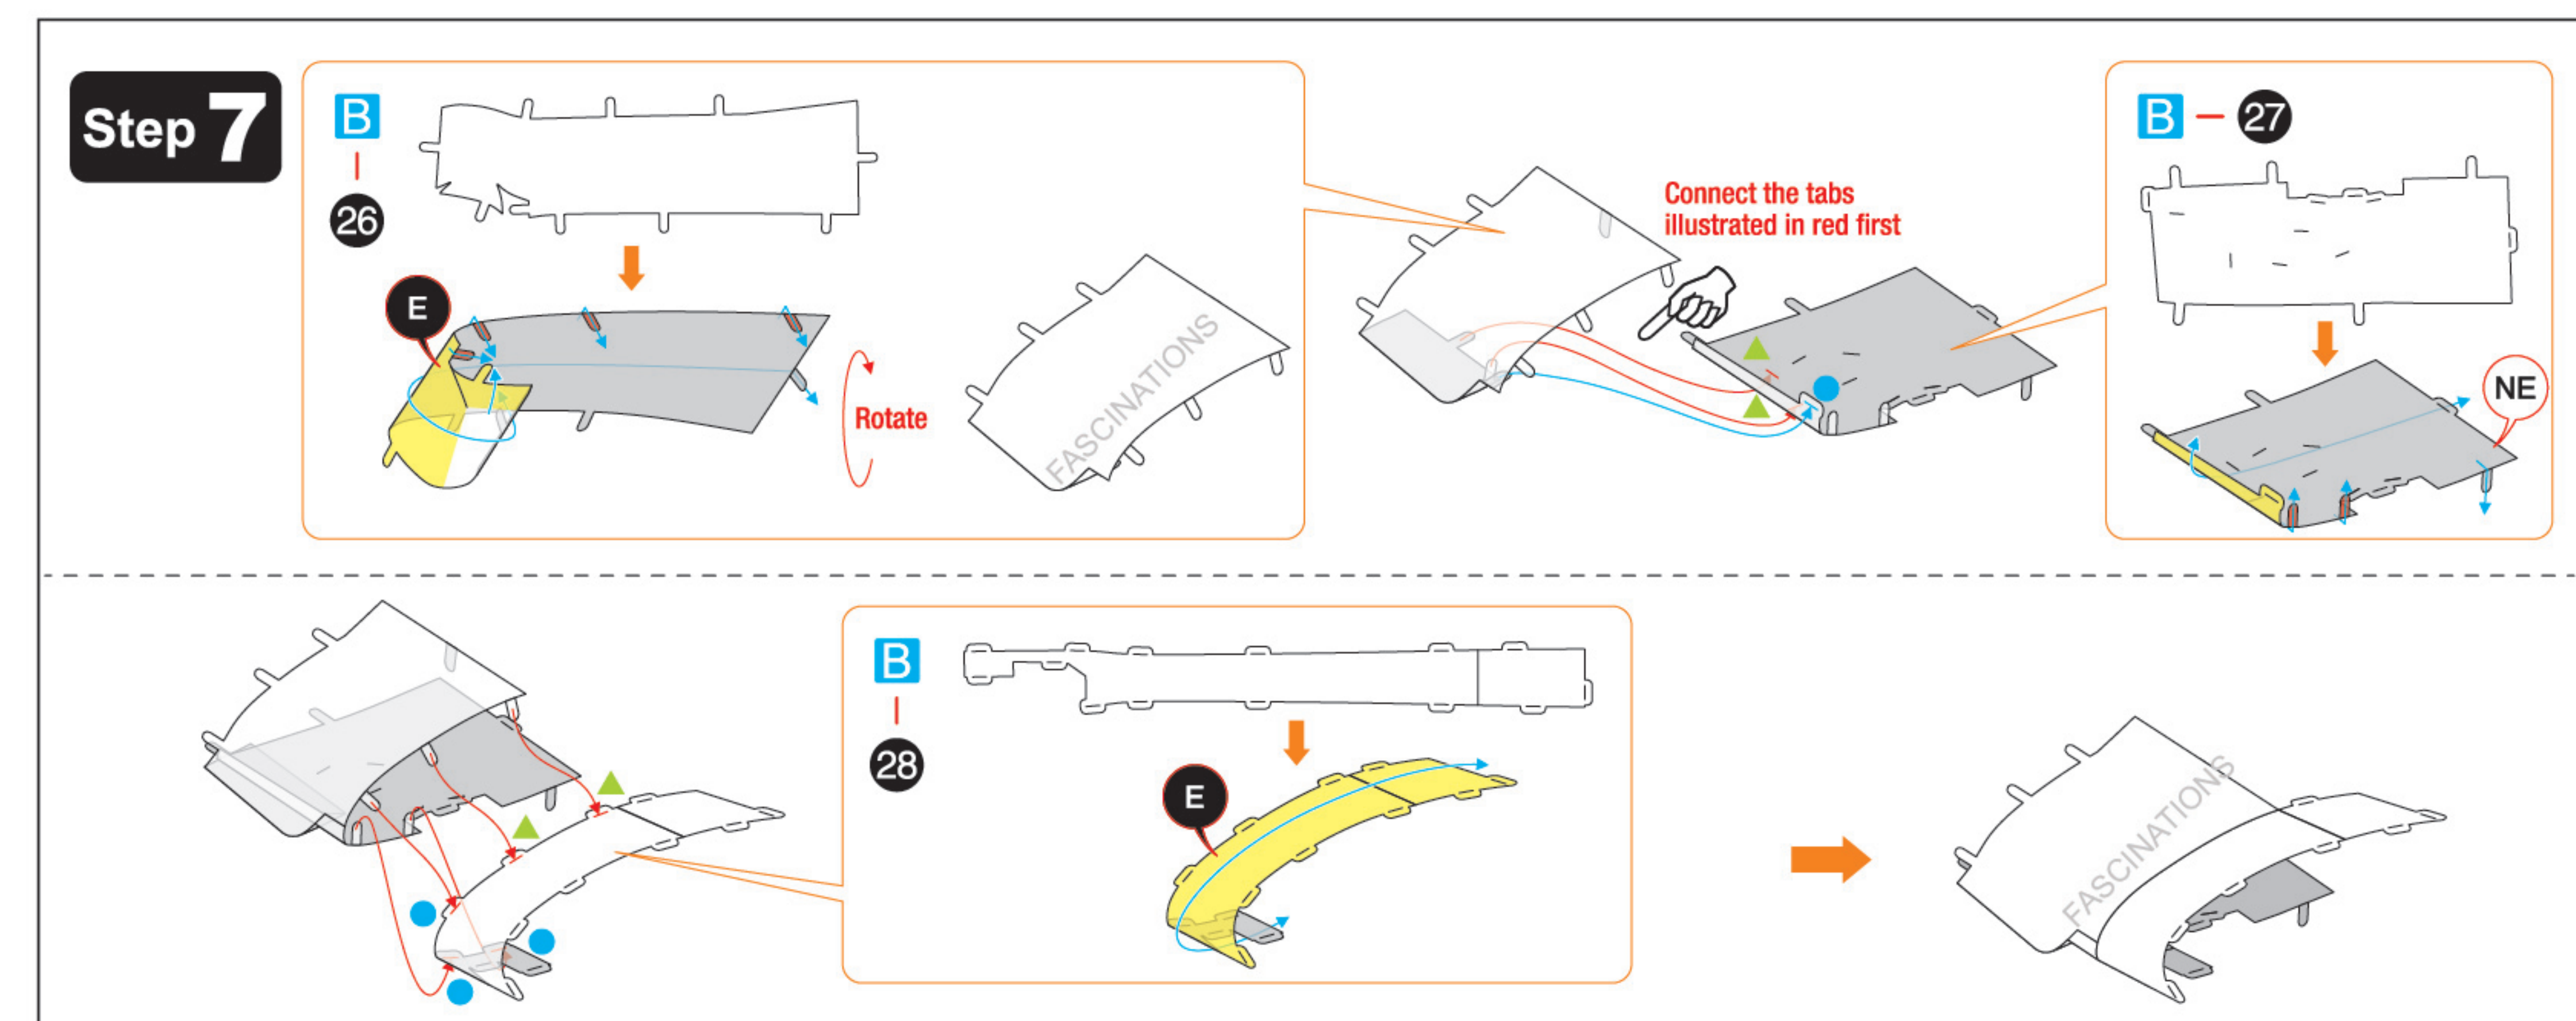 Step 7
B
26
E
Rotate
FASCINATIONS
Connect the tabs
illustrated in red first
B - 27
NE
B
28
E
FASCINATIONS